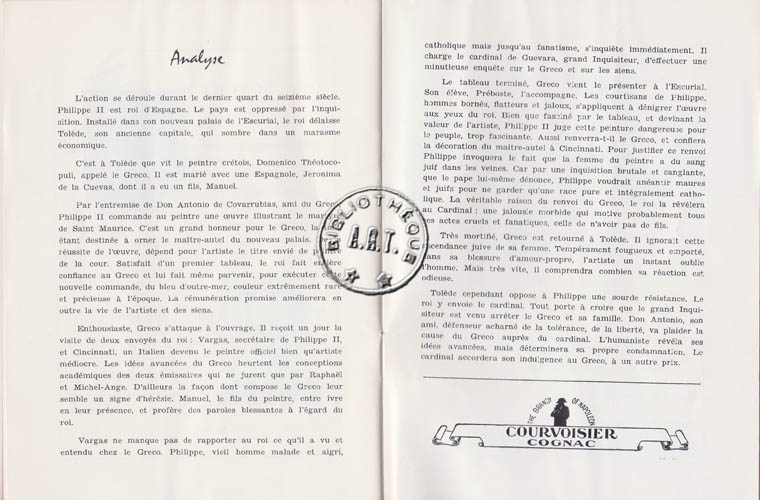 Analyse
L'action se déroule durant le dernier quart du seizième siècle.
Philippe II est roi d'Espagne. Le pays est oppressé par l'inqui-
sition. Installé dans son nouveau palais de l'Escurial, le roi délaisse
Tolède, son ancienne capitale, qui sombre dans un marasme
économique.
C'est à Tolède que vit le peintre crétois, Domenico Théotoco-
puli, appelé le Greco. Il est marié avec une Espagnole, Jeronima
de la Cuevas, dont il a eu un fils, Manuel.
Par l'entremise de Don Antonio de Covarrubias, ami du Greco
Philippe II commande au peintre une œuvre illustrant le
de Saint Maurice. C'est un grand honneur pour le Greco, la
étant destinée à orner le maître-autel du nouveau palais.
réussite de l'œuvre, dépend pour l'artiste le titre envié de
de la cour. Satisfait d'un premier tableau, le roi fait
confiance au Greco et lui fait même parvenir, pour exécuter
nouvelle commande, du bleu d'outre-mer, couleur extrêmement rare
et précieuse à l'époque. La rémunération promise améliorera en
outre la vie de l'artiste et des siens.
Enthousiaste, Greco s'attaque à l'ouvrage. Il reçoit un jour la
visite de deux envoyés du roi : Vargas, secrétaire de Philippe II,
et Cincinnati, un Italien devenu le peintre officiel bien qu'artiste
médiocre. Les idées avancées du Greco heurtent les conceptions
académiques des deux émissaires qui ne jurent que par Raphaël
et Michel-Ange. D'ailleurs la façon dont compose le Greco leur
semble un signe d'hérésie. Manuel, le fils du peintre, entre ivre
en leur présence, et profère des paroles blessantes à l'égard du
roi.
Vargas ne manque pas de rapporter au roi ce qu'il a vu et
entendu chez le Greco. Philippe, vieil homme malade et aigri,
catholique mais jusqu'au fanatisme, s'inquiète immédiatement. Il
charge le cardinal de Guevara, grand Inquisiteur, d'effectuer une
minutieuse enquête sur le Greco et sur les siens.
Le tableau terminé, Greco vient le présenter à l'Escurial.
Son élève, Préboste, l'accompagne. Les courtisans de Philippe,
hommes bornés, flatteurs et jaloux, s'appliquent à dénigrer l'œuvre
aux yeux du roi. Bien que fasciné par le tableau, et devinant la
valeur de l'artiste, Philippe II juge cette peinture dangereuse pour
le peuple, trop fascinante. Aussi renverra-t-il le Greco, et confiera
la décoration du maître-autel à Cincinnati. Pour justifier ce renvoi
Philippe invoquera le fait que la femme du peintre a du sang
juif dans les veines. Car par une inquisition brutale et sanglante,
que le pape lui-même dénonce, Philippe voudrait anéantir maures
et juifs pour ne garder qu'une race pure et intégralement catho-
lique. La véritable raison du renvoi du Greco, le roi la révèlera
au Cardinal ; une jalousie morbide qui motive probablement tous
ces actes cruels et fanatiques, celle de n'avoir pas de fils.
Très mortifié, Greco est retourné à Tolède. Il ignorait cette
ascendance juive de sa femme. Tempérament fougueux et emporté,
dans sa blessure d'amour-propre, l'artiste un instant oublie
l'homme. Mais très vite, il comprendra combien sa réaction est
odieuse.
Tolède cependant oppose à Philippe une sourde résistance. Le
roi y envoie le cardinal. Tout porte à croire que le grand Inqui-
siteur est venu arrêter le Greco et sa famille. Don Antonio, son
ami, défenseur acharné de la tolérance, de la liberté, va plaider la
cause du Greco auprès du cardinal. L'humaniste révéla ses
idées avancées, mais déterminera sa propre condamnation. Le
cardinal accordera son indulgence au Greco, à un autre prix.
BIBLIOTHÈQUE
A.R.T.
THE BRANDY OF NAPOLEON
COURVOISIER
COGNAC